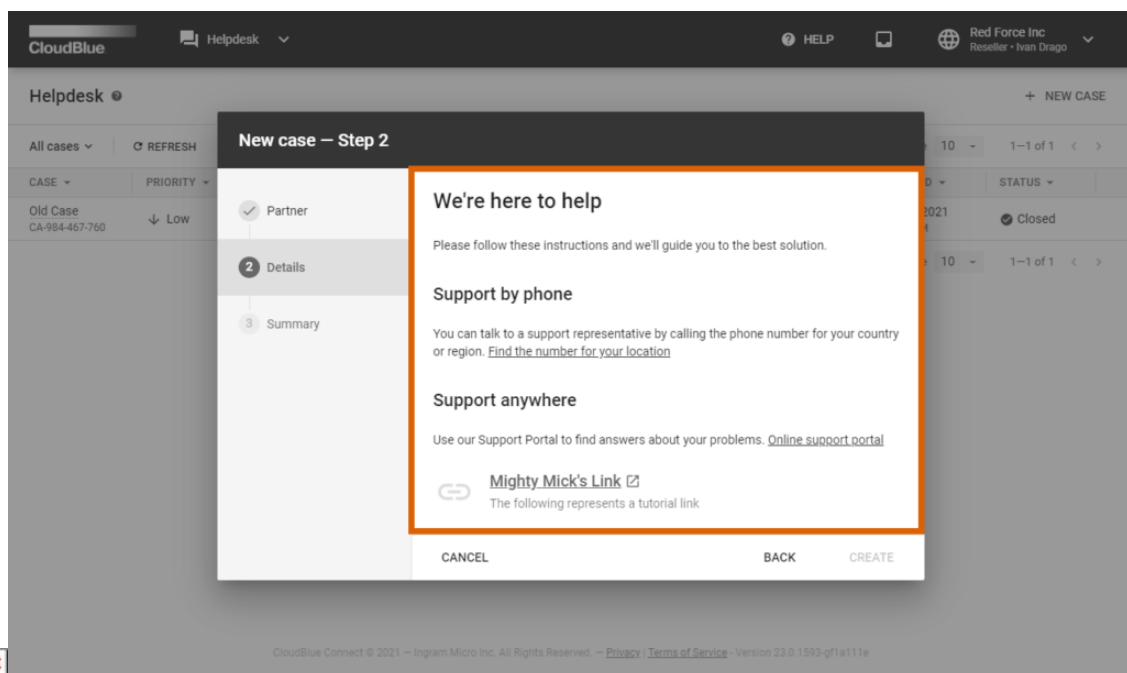 CloudBlue
Helpdesk
HELP
Red Force Inc
Reseller • Ivan Drago
Helpdesk
+ NEW CASE
All cases
REFRESH
10
1–1 of 1
CASE
PRIORITY
STATUS
Old Case
CA-984-467-760
Low
2021
Closed
10
1–1 of 1
New case — Step 2
Partner
2 Details
3 Summary
We're here to help
Please follow these instructions and we'll guide you to the best solution.
Support by phone
You can talk to a support representative by calling the phone number for your country
or region. Find the number for your location
Support anywhere
Use our Support Portal to find answers about your problems. Online support portal
Mighty Mick's Link
The following represents a tutorial link
CANCEL
BACK
CREATE
CloudBlue Connect © 2021 — Ingram Micro Inc. All Rights Reserved. — Privacy | Terms of Service - Version 23.0.1593-gf1a111e